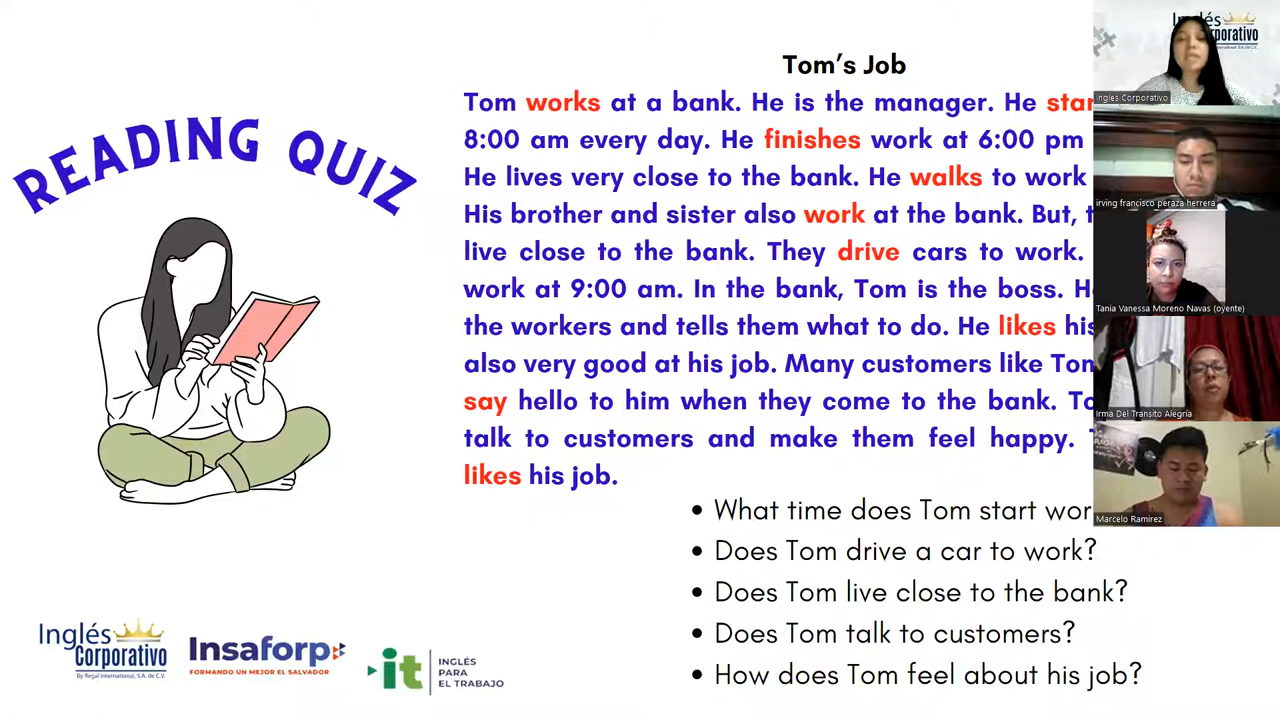 READING QUIZ
Tom's Job
Tom works at a bank. He is the manager. He
8:00 am every day. He finishes work at 6:00 pm
He lives very close to the bank. He walks to work
His brother and sister also work at the bank. But,
live close to the bank. They drive cars to work.
work at 9:00 am. In the bank, Tom is the boss.
the workers and tells them what to do. He likes his
also very good at his job. Many customers like Tom
say hello to him when they come to the bank.
talk to customers and make them feel happy.
likes his job.
• What time does Tom start
• Does Tom drive a car to work?
• Does Tom live close to the bank?
• Does Tom talk to customers?
• How does Tom feel about his job?
Inglés
Corporativo
By Regal International, S.A. de C.V.
Insaforp
FORMANDO UN MEJOR EL SALVADOR
it
INGLÉS
PARA
EL TRABAJO
Inglés
Corporativo
Ingles Corporativo
irving francisco peraza herrera
Tania Vanessa Moreno Navas (oyente)
Irma Del Transito Alegría
Marcelo Ramirez